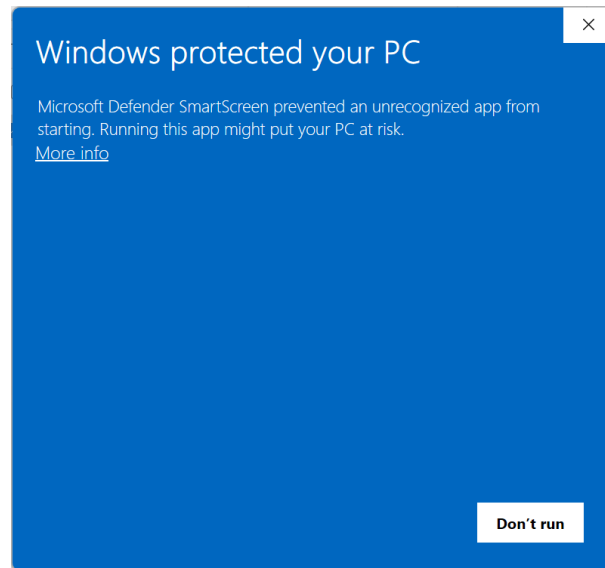 Windows protected your PC
Microsoft Defender SmartScreen prevented an unrecognized app from
starting. Running this app might put your PC at risk.
More info
Don't run